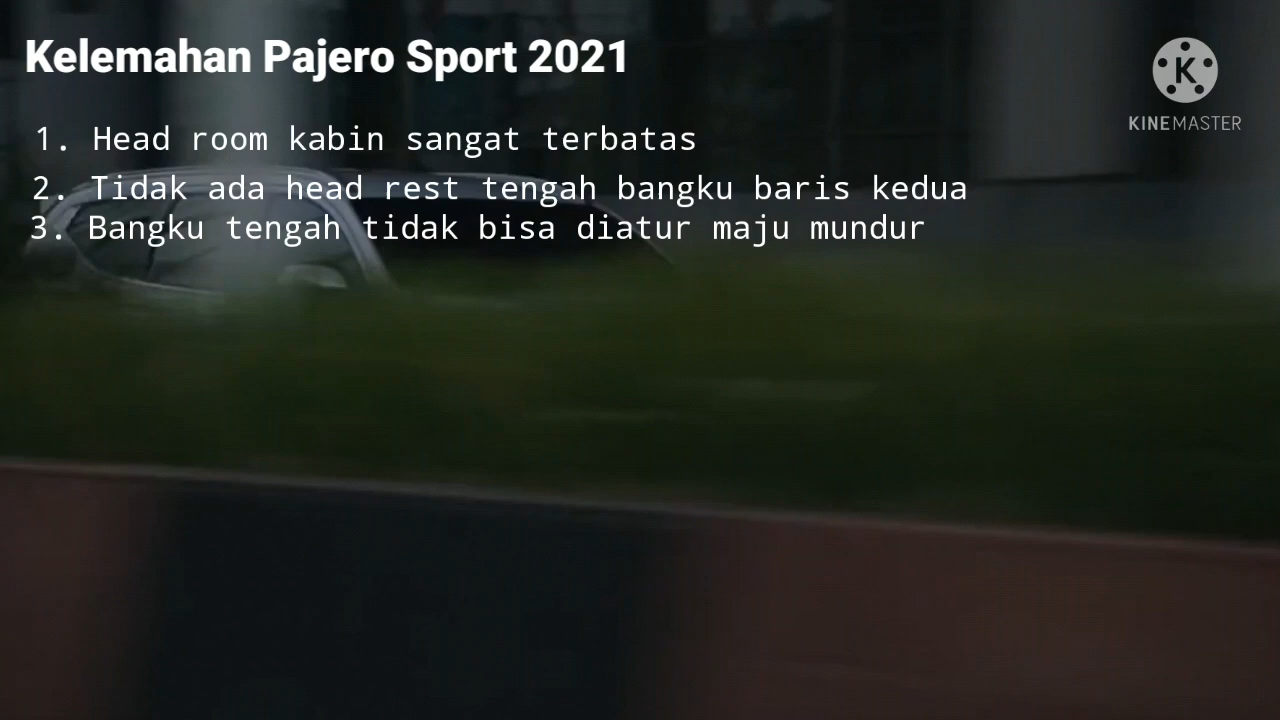 Kelemahan Pajero Sport 2021
1. Head room kabin sangat terbatas
2. Tidak ada head rest tengah bangku baris kedua
3. Bangku tengah tidak bisa diatur maju mundur
K
KINEMASTER